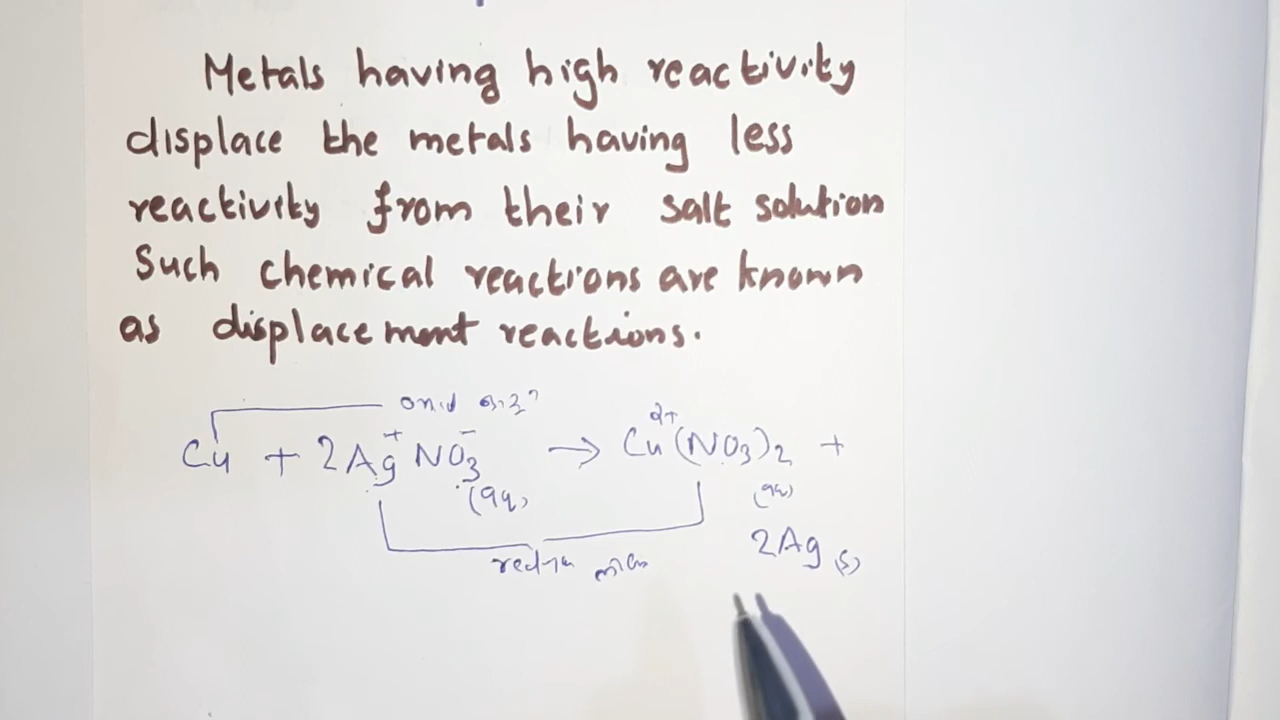 Metals having high reactivity
displace the metals having less
reactivity from their salt solution
Such chemical reactions are known
as displacement reactions.
Cu + 2Ag⁺NO₃⁻ (aq) → Cu²⁺(NO₃)₂ (aq) +
2Ag (s)